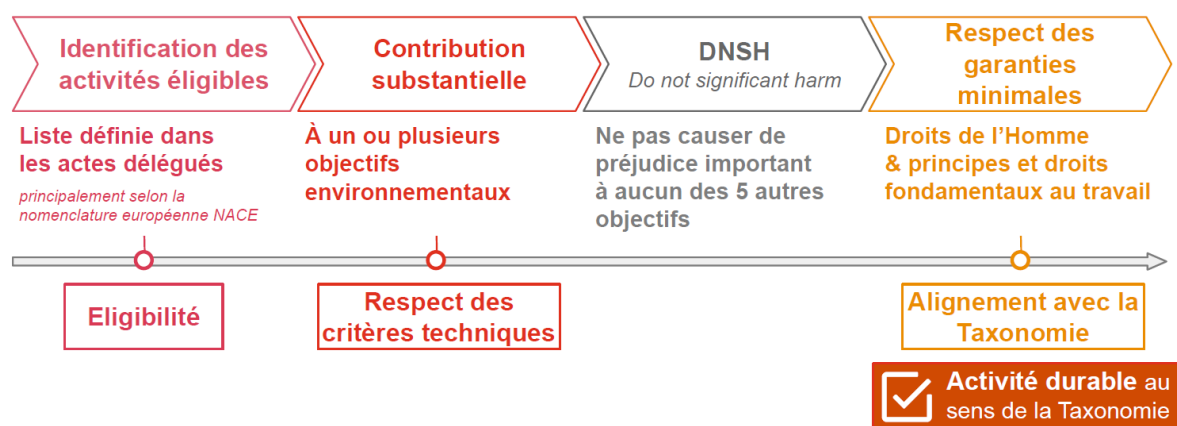 Identification des
activités éligibles
Contribution
substantielle
DNSH
Do not significant harm
Respect des
garanties
minimales
Liste définie dans
les actes délégués
principalement selon la
nomenclature européenne NACE
À un ou plusieurs
objectifs
environnementaux
Ne pas causer de
préjudice important
à aucun des 5 autres
objectifs
Droits de l’Homme
& principes et droits
fondamentaux au travail
Eligibilité
Respect des
critères techniques
Alignement avec la
Taxonomie
Activité durable au
sens de la Taxonomie